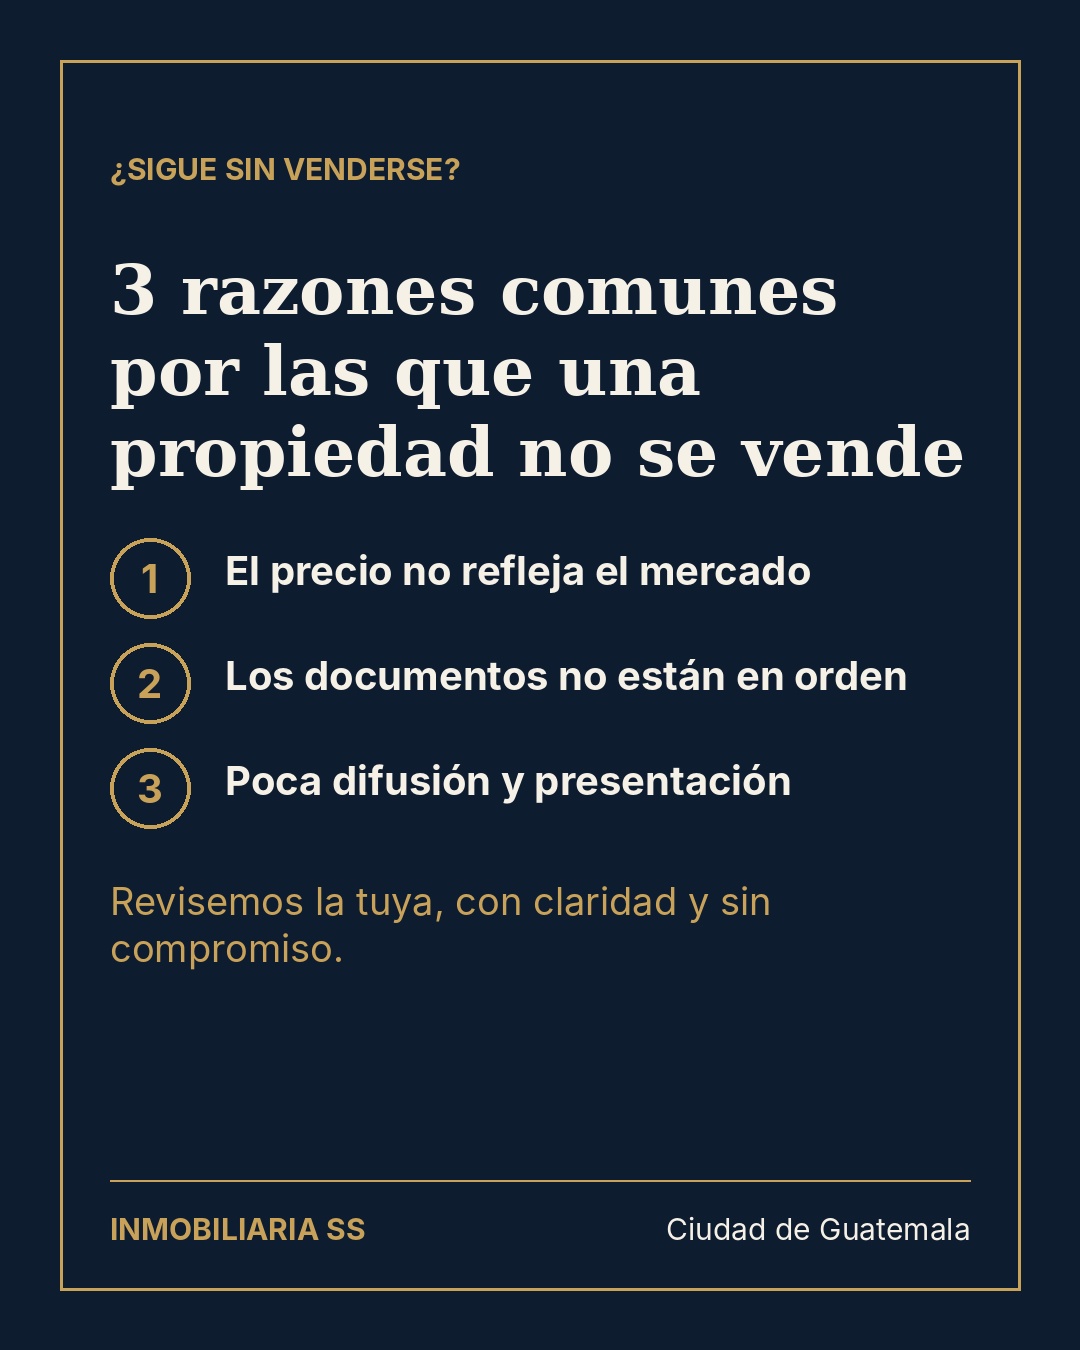 ¿SIGUE SIN VENDERSE?
3 razones comunes
por las que una
propiedad no se vende
1 El precio no refleja el mercado
2 Los documentos no están en orden
3 Poca difusión y presentación
Revisemos la tuya, con claridad y sin
compromiso.
INMOBILIARIA SS Ciudad de Guatemala